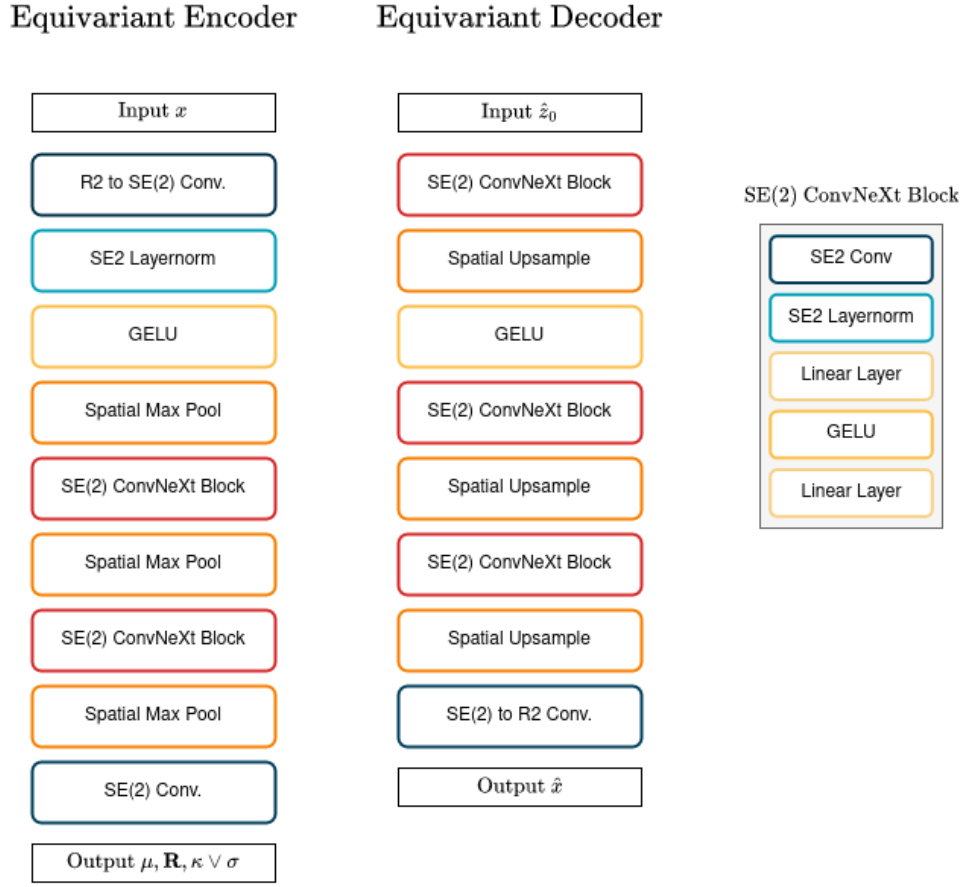 Equivariant Encoder
Input x
R2 to SE(2) Conv.
SE2 Layernorm
GELU
Spatial Max Pool
SE(2) ConvNeXt Block
Spatial Max Pool
SE(2) ConvNeXt Block
Spatial Max Pool
SE(2) Conv.
Output μ, R, κ ∨ σ
Equivariant Decoder
Input ẑ₀
SE(2) ConvNeXt Block
Spatial Upsample
GELU
SE(2) ConvNeXt Block
Spatial Upsample
SE(2) ConvNeXt Block
Spatial Upsample
SE(2) to R2 Conv.
Output x̂
SE(2) ConvNeXt Block
SE2 Conv
SE2 Layernorm
Linear Layer
GELU
Linear Layer